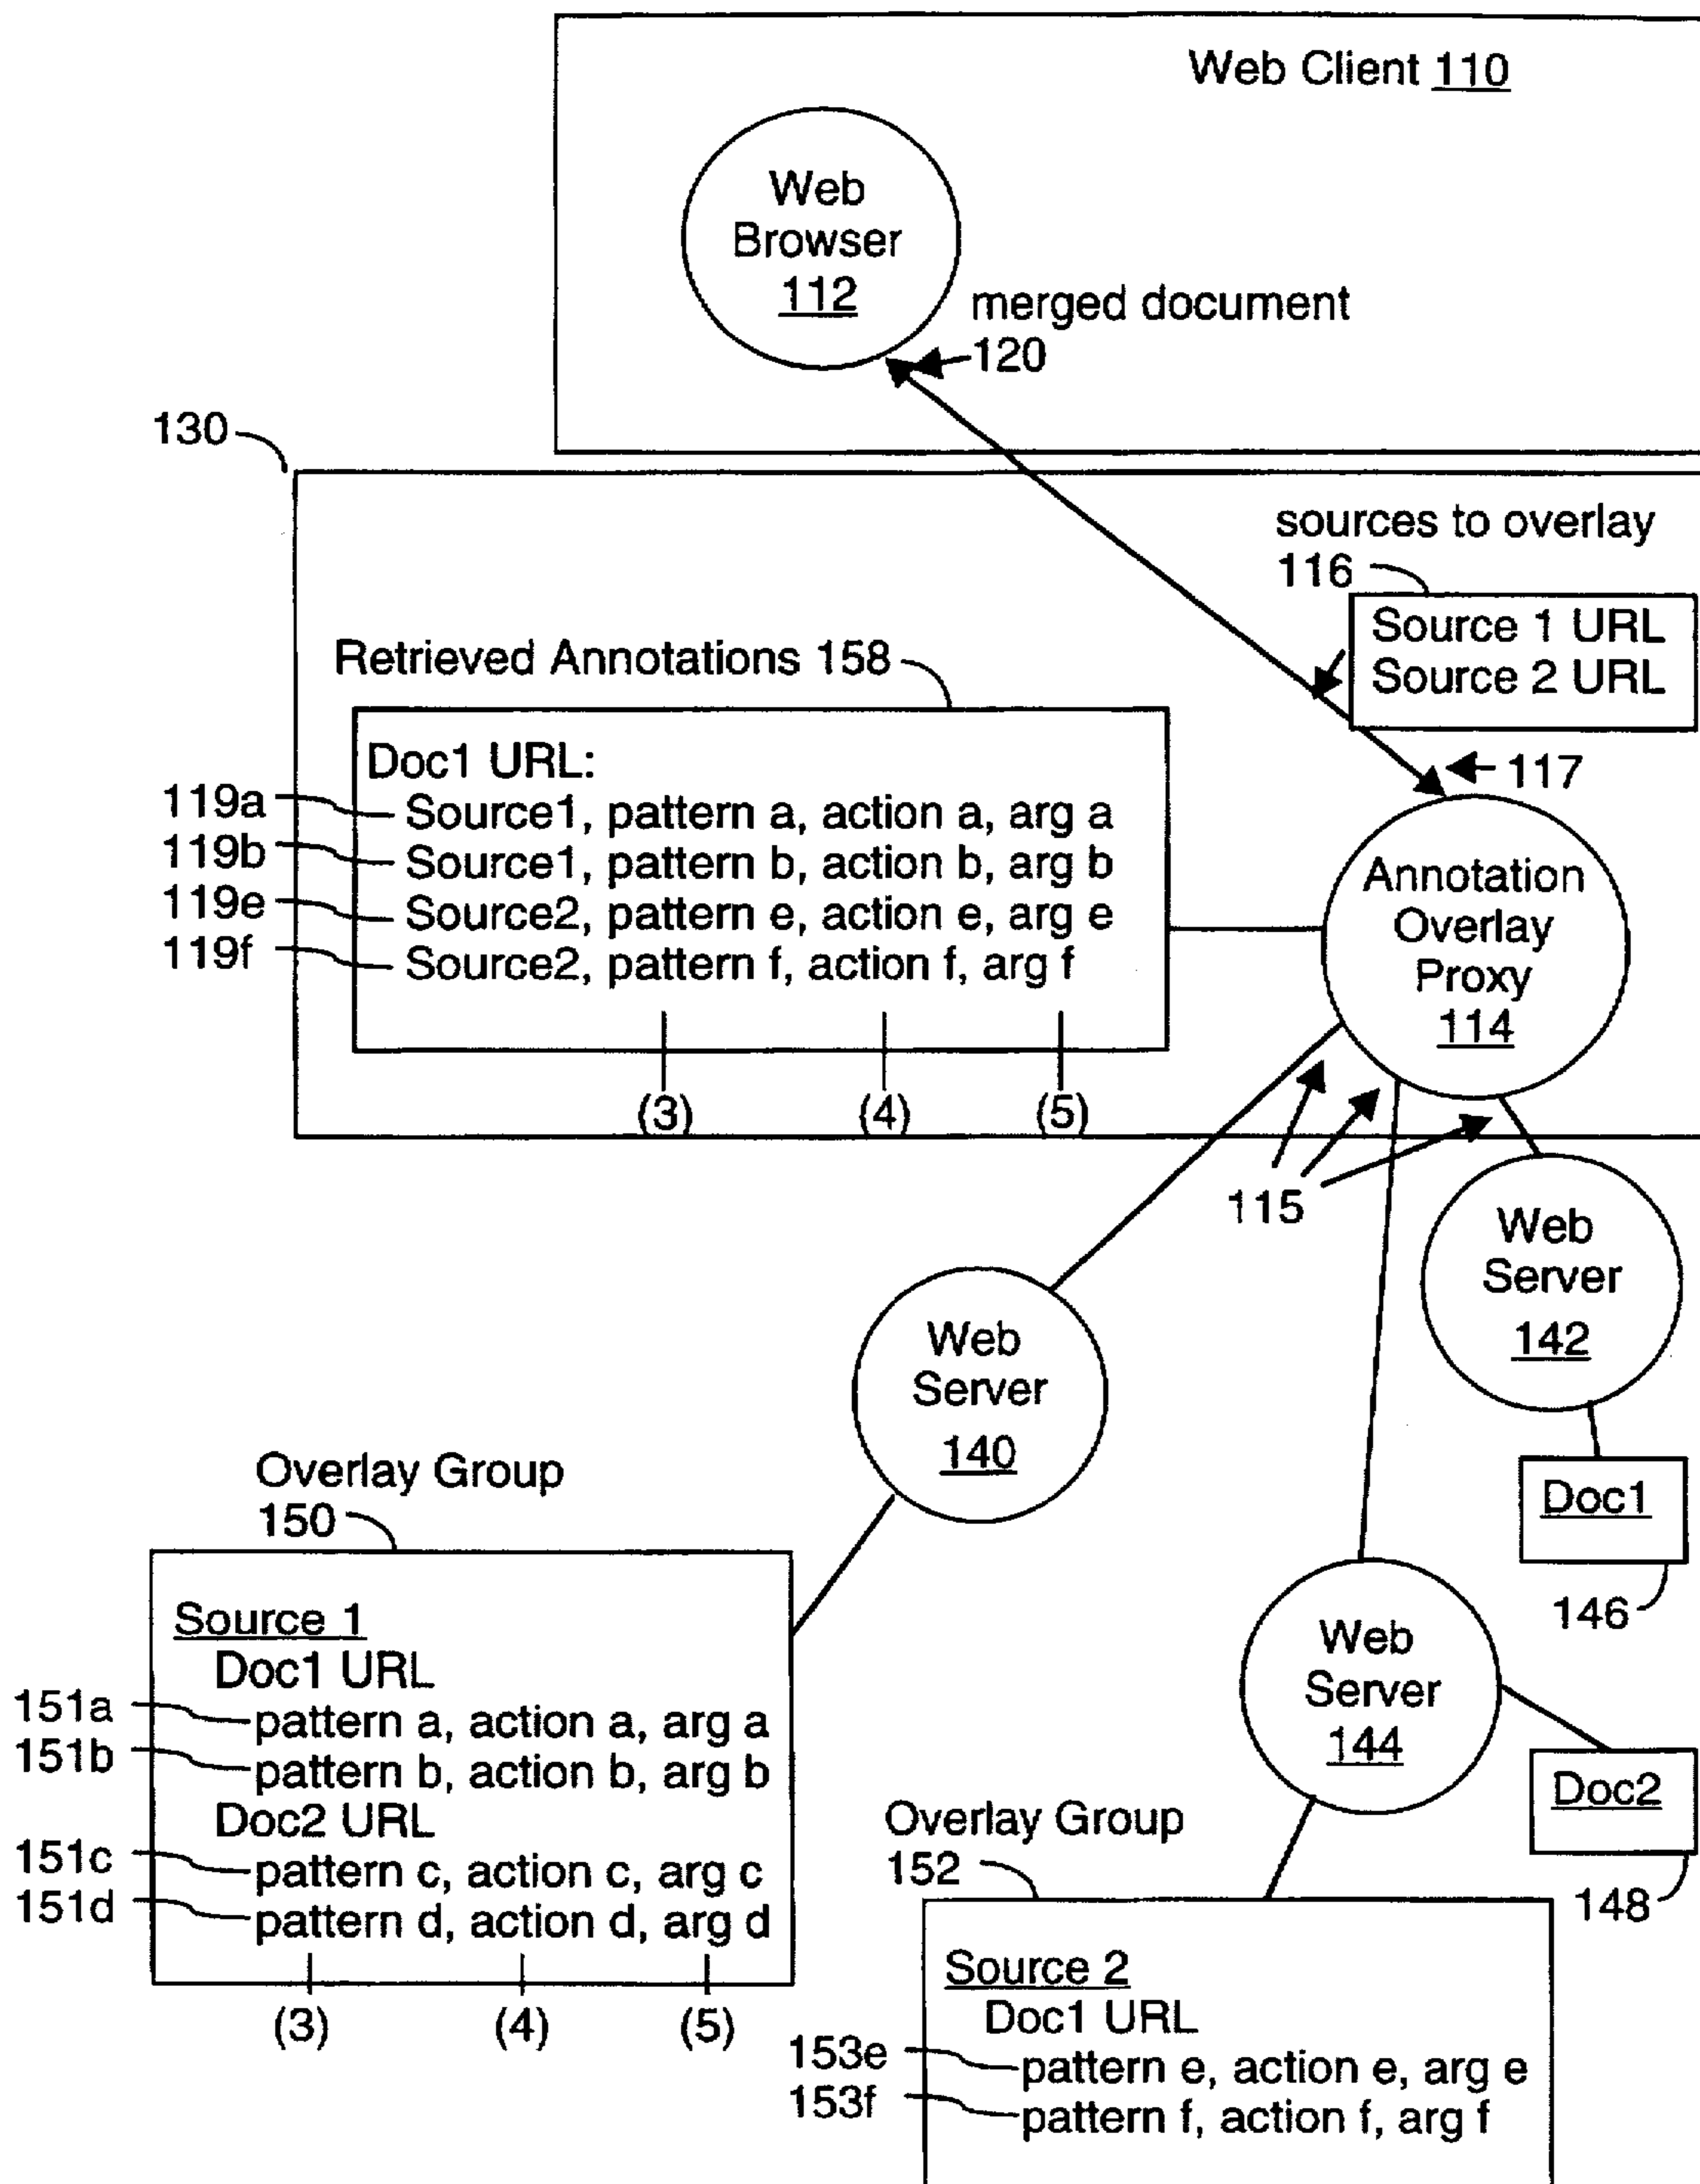 Web Client 110
Web
Browser
112
merged document
120
130
sources to overlay
116
Source 1 URL
Source 2 URL
117
Retrieved Annotations 158
Doc1 URL:
119a Source1, pattern a, action a, arg a
119b Source1, pattern b, action b, arg b
119e Source2, pattern e, action e, arg e
119f Source2, pattern f, action f, arg f
(3) (4) (5)
Annotation
Overlay
Proxy
114
115
Web
Server
142
Doc1
146
Web
Server
140
Overlay Group
150
Source 1
Doc1 URL
151a pattern a, action a, arg a
151b pattern b, action b, arg b
Doc2 URL
151c pattern c, action c, arg c
151d pattern d, action d, arg d
(3) (4) (5)
Web
Server
144
Doc2
148
Overlay Group
152
Source 2
Doc1 URL
153e pattern e, action e, arg e
153f pattern f, action f, arg f